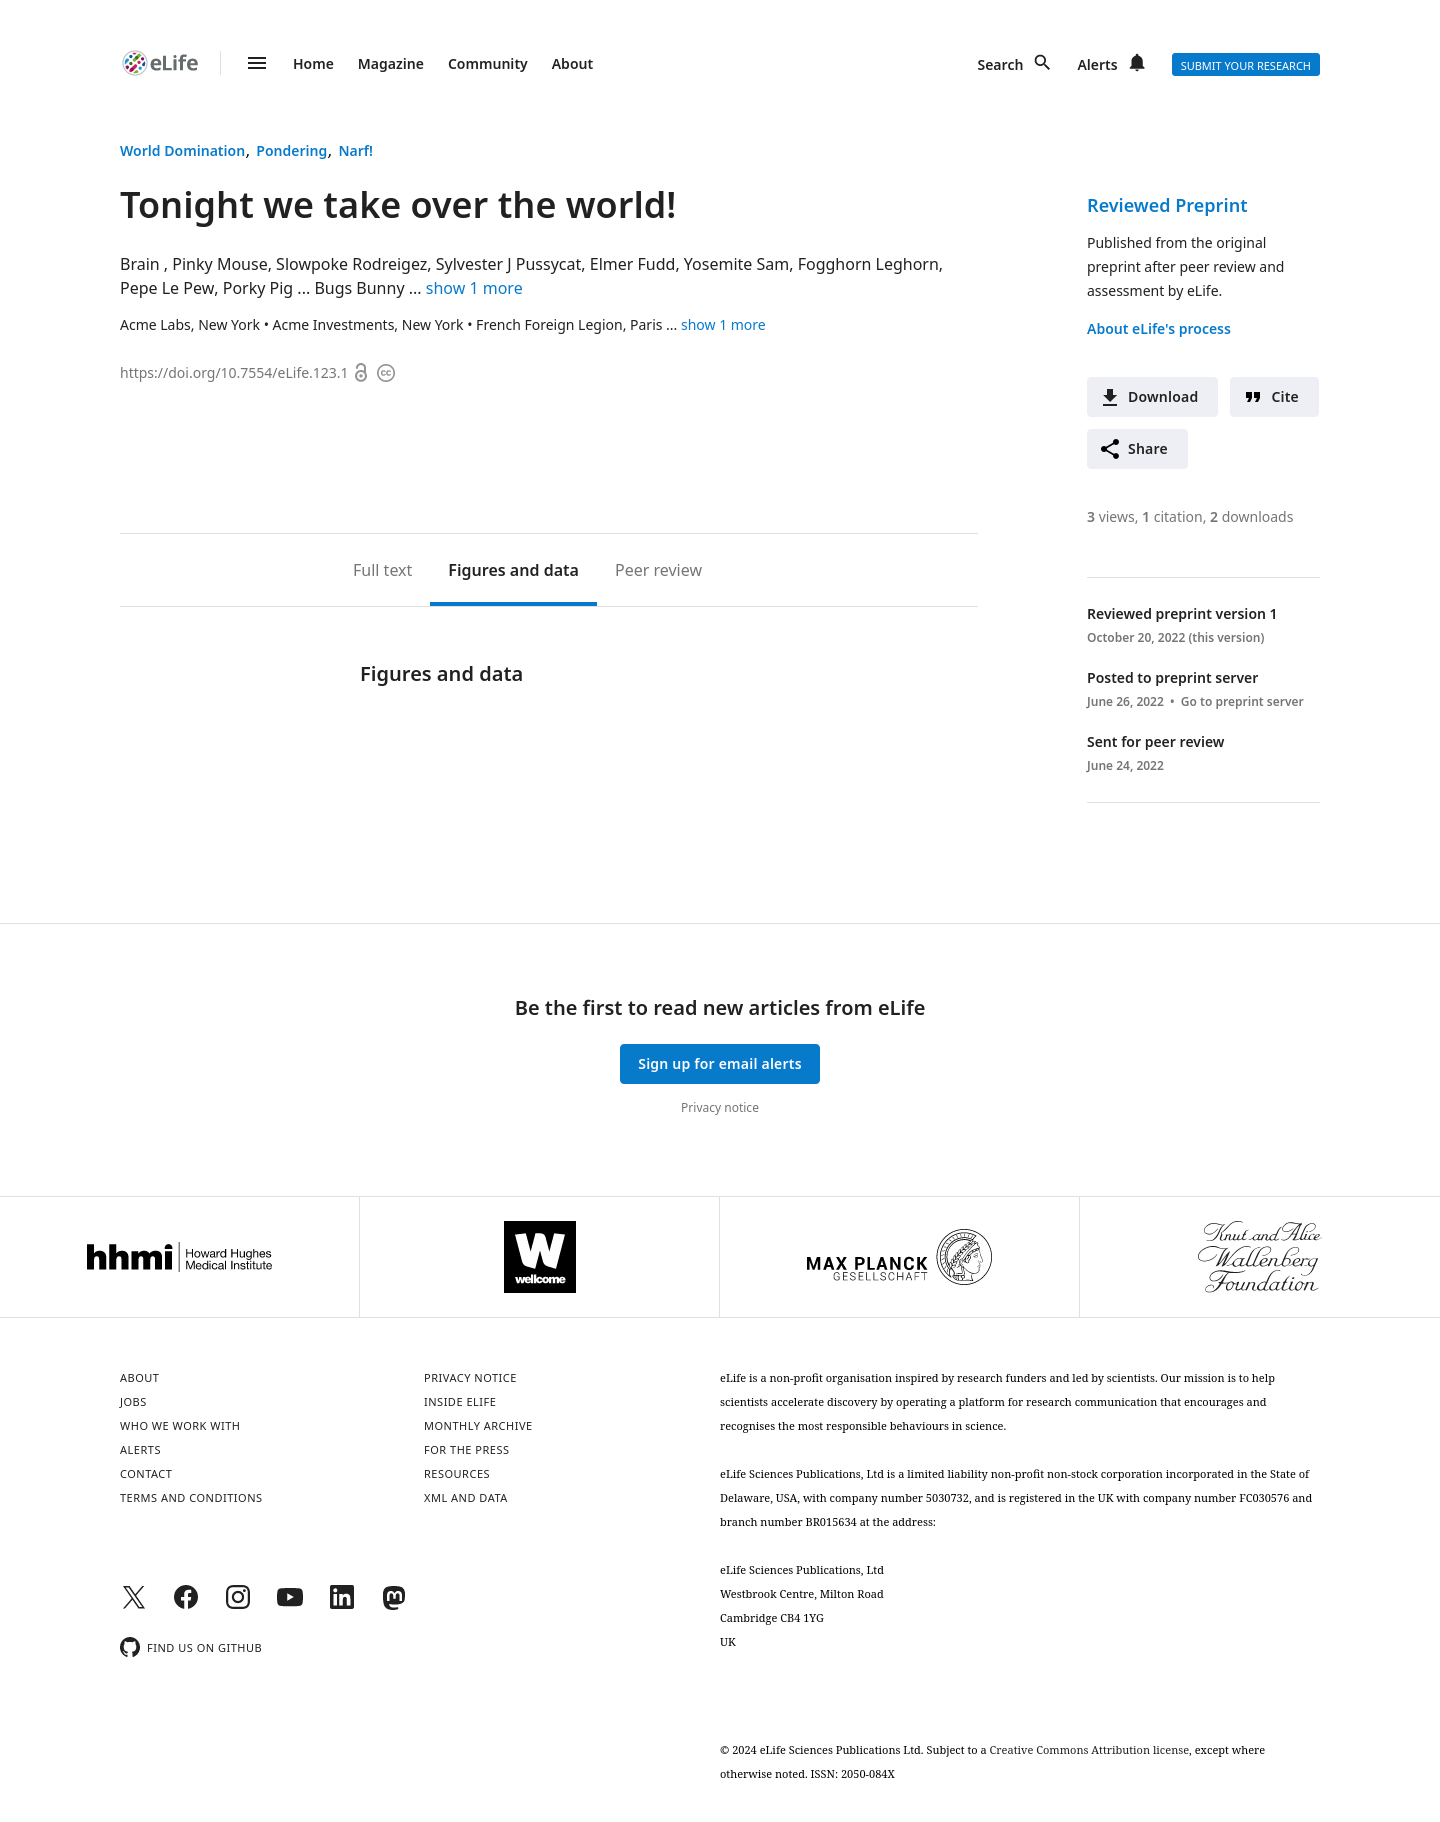 eLife
Home Magazine Community About
Search Alerts SUBMIT YOUR RESEARCH
World Domination, Pondering, Narf!
Tonight we take over the world!
Brain , Pinky Mouse, Slowpoke Rodreigez, Sylvester J Pussycat, Elmer Fudd, Yosemite Sam, Fogghorn Leghorn,
Pepe Le Pew, Porky Pig ... Bugs Bunny ... show 1 more
Acme Labs, New York • Acme Investments, New York • French Foreign Legion, Paris ... show 1 more
https://doi.org/10.7554/eLife.123.1
Reviewed Preprint
Published from the original
preprint after peer review and
assessment by eLife.
About eLife's process
Download Cite
Share
3 views, 1 citation, 2 downloads
Full text Figures and data Peer review
Figures and data
Reviewed preprint version 1
October 20, 2022 (this version)
Posted to preprint server
June 26, 2022 • Go to preprint server
Sent for peer review
June 24, 2022
Be the first to read new articles from eLife
Sign up for email alerts
Privacy notice
hhmi Howard Hughes
Medical Institute
W
wellcome
MAX PLANCK
GESELLSCHAFT
Knut and Alice
Wallenberg
Foundation
ABOUT
JOBS
WHO WE WORK WITH
ALERTS
CONTACT
TERMS AND CONDITIONS
PRIVACY NOTICE
INSIDE ELIFE
MONTHLY ARCHIVE
FOR THE PRESS
RESOURCES
XML AND DATA
FIND US ON GITHUB
eLife is a non-profit organisation inspired by research funders and led by scientists. Our mission is to help
scientists accelerate discovery by operating a platform for research communication that encourages and
recognises the most responsible behaviours in science.
eLife Sciences Publications, Ltd is a limited liability non-profit non-stock corporation incorporated in the State of
Delaware, USA, with company number 5030732, and is registered in the UK with company number FC030576 and
branch number BR015634 at the address:
eLife Sciences Publications, Ltd
Westbrook Centre, Milton Road
Cambridge CB4 1YG
UK
© 2024 eLife Sciences Publications Ltd. Subject to a Creative Commons Attribution license, except where
otherwise noted. ISSN: 2050-084X